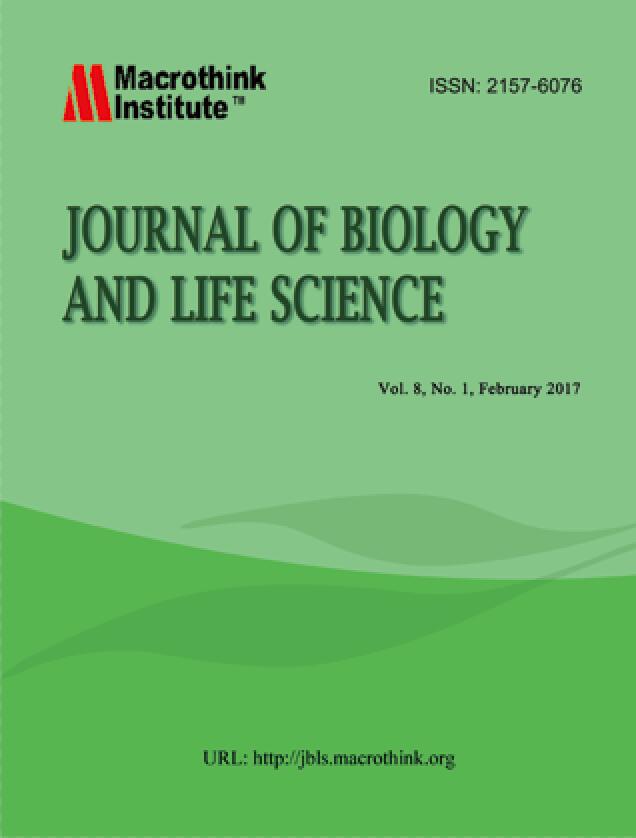 Macrothink
Institute™
ISSN: 2157-6076
JOURNAL OF BIOLOGY
AND LIFE SCIENCE
Vol. 8, No. 1, February 2017
URL: http://jbls.macrothink.org